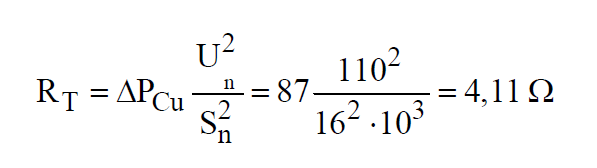 R_T = ΔP_Cu U_n^2 / S_n^2 = 87 110^2 / 16^2 ·10^3 = 4,11 Ω